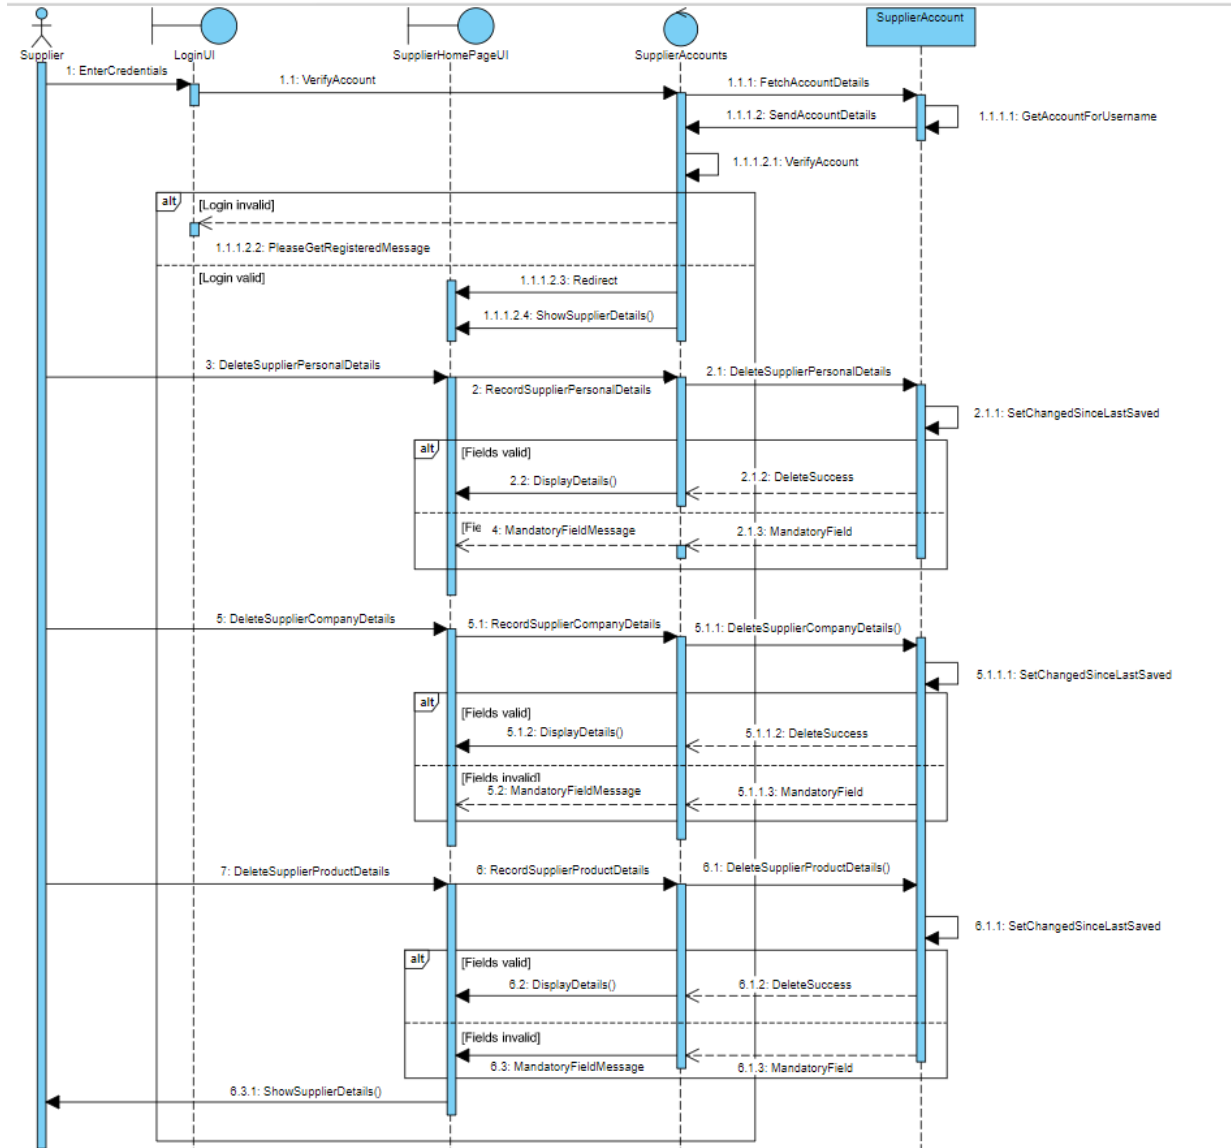 Supplier
LoginUI
SupplierHomePageUI
SupplierAccounts
SupplierAccount
1: EnterCredentials
1.1: VerifyAccount
1.1.1: FetchAccountDetails
1.1.1.1: GetAccountForUsername
1.1.1.2: SendAccountDetails
1.1.1.2.1: VerifyAccount
alt
[Login invalid]
1.1.1.2.2: PleaseGetRegisteredMessage
[Login valid]
1.1.1.2.3: Redirect
1.1.1.2.4: ShowSupplierDetails()
3: DeleteSupplierPersonalDetails
2: RecordSupplierPersonalDetails
2.1: DeleteSupplierPersonalDetails
2.1.1: SetChangedSinceLastSaved
alt
[Fields valid]
2.2: DisplayDetails()
2.1.2: DeleteSuccess
[Fie
4: MandatoryFieldMessage
2.1.3: MandatoryField
5: DeleteSupplierCompanyDetails
5.1: RecordSupplierCompanyDetails
5.1.1: DeleteSupplierCompanyDetails()
5.1.1.1: SetChangedSinceLastSaved
alt
[Fields valid]
5.1.2: DisplayDetails()
5.1.1.2: DeleteSuccess
[Fields invalid]
5.2: MandatoryFieldMessage
5.1.1.3: MandatoryField
7: DeleteSupplierProductDetails
6: RecordSupplierProductDetails
6.1: DeleteSupplierProductDetails()
6.1.1: SetChangedSinceLastSaved
alt
[Fields valid]
6.2: DisplayDetails()
6.1.2: DeleteSuccess
[Fields invalid]
6.3: MandatoryFieldMessage
6.1.3: MandatoryField
6.3.1: ShowSupplierDetails()